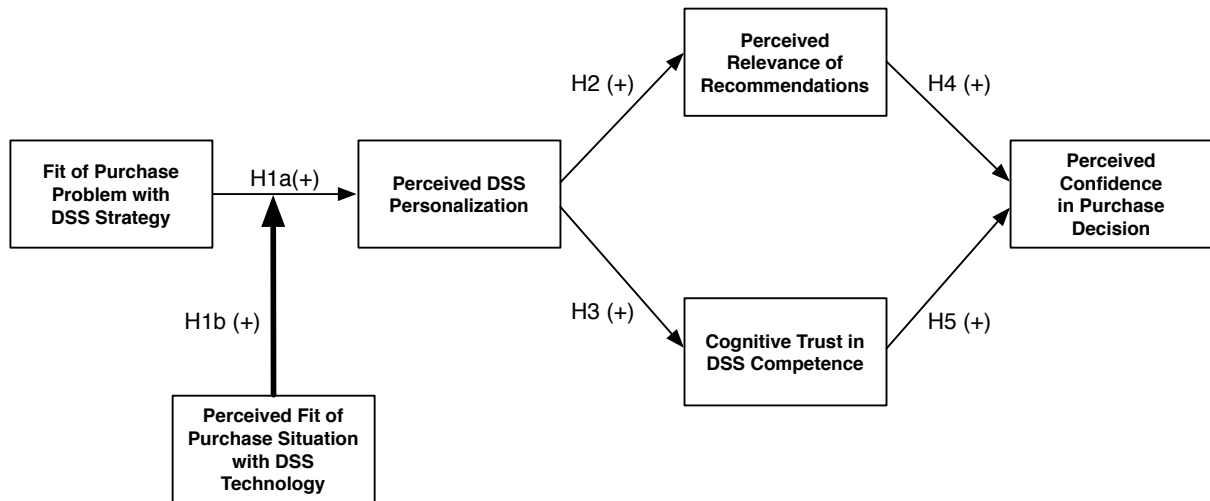 Fit of Purchase
Problem with
DSS Strategy
H1a(+)
H1b (+)
Perceived Fit of
Purchase Situation
with DSS
Technology
Perceived DSS
Personalization
H2 (+)
H3 (+)
Perceived
Relevance of
Recommendations
Cognitive Trust in
DSS Competence
H4 (+)
H5 (+)
Perceived
Confidence
in Purchase
Decision